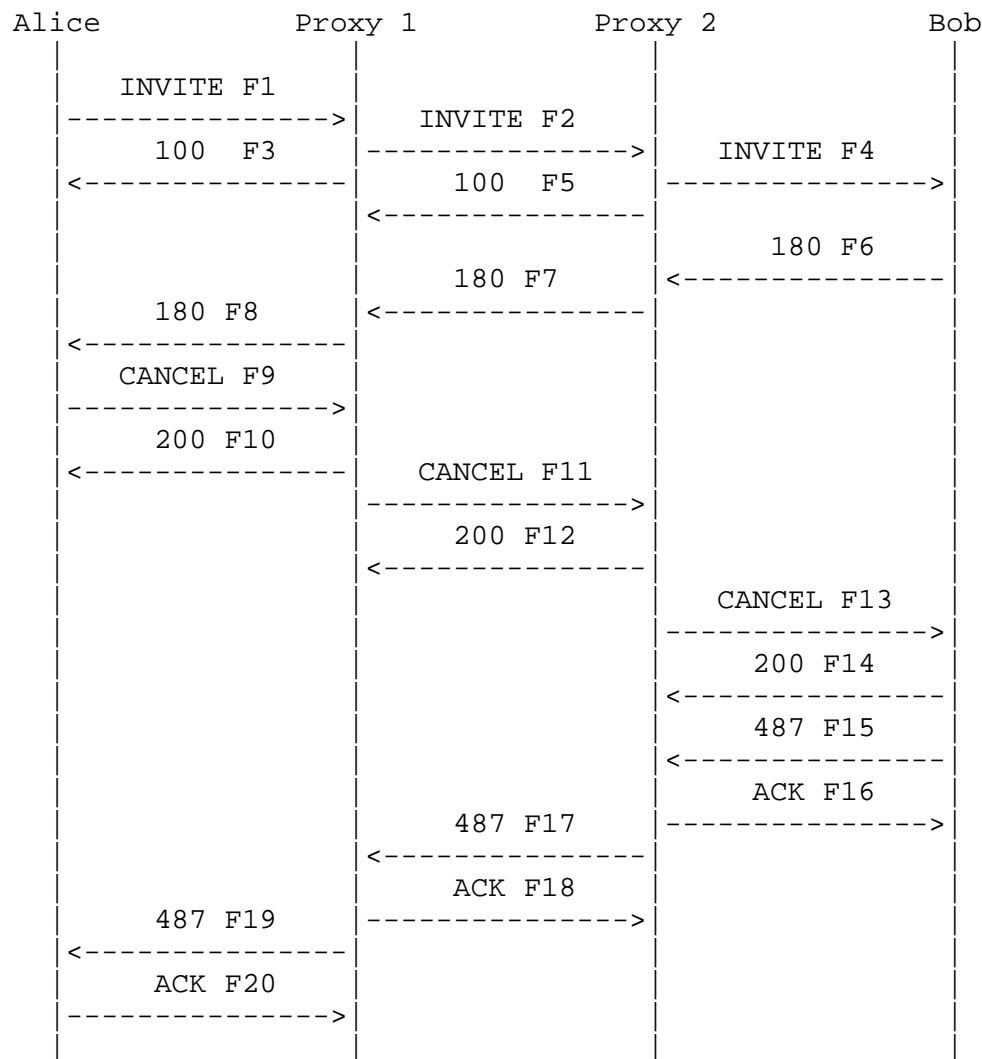 Alice Proxy 1 Proxy 2 Bob
INVITE F1
INVITE F2
100 F3 INVITE F4
100 F5
180 F6
180 F7
180 F8
CANCEL F9
200 F10
CANCEL F11
200 F12
CANCEL F13
200 F14
487 F15
ACK F16
487 F17
ACK F18
487 F19
ACK F20